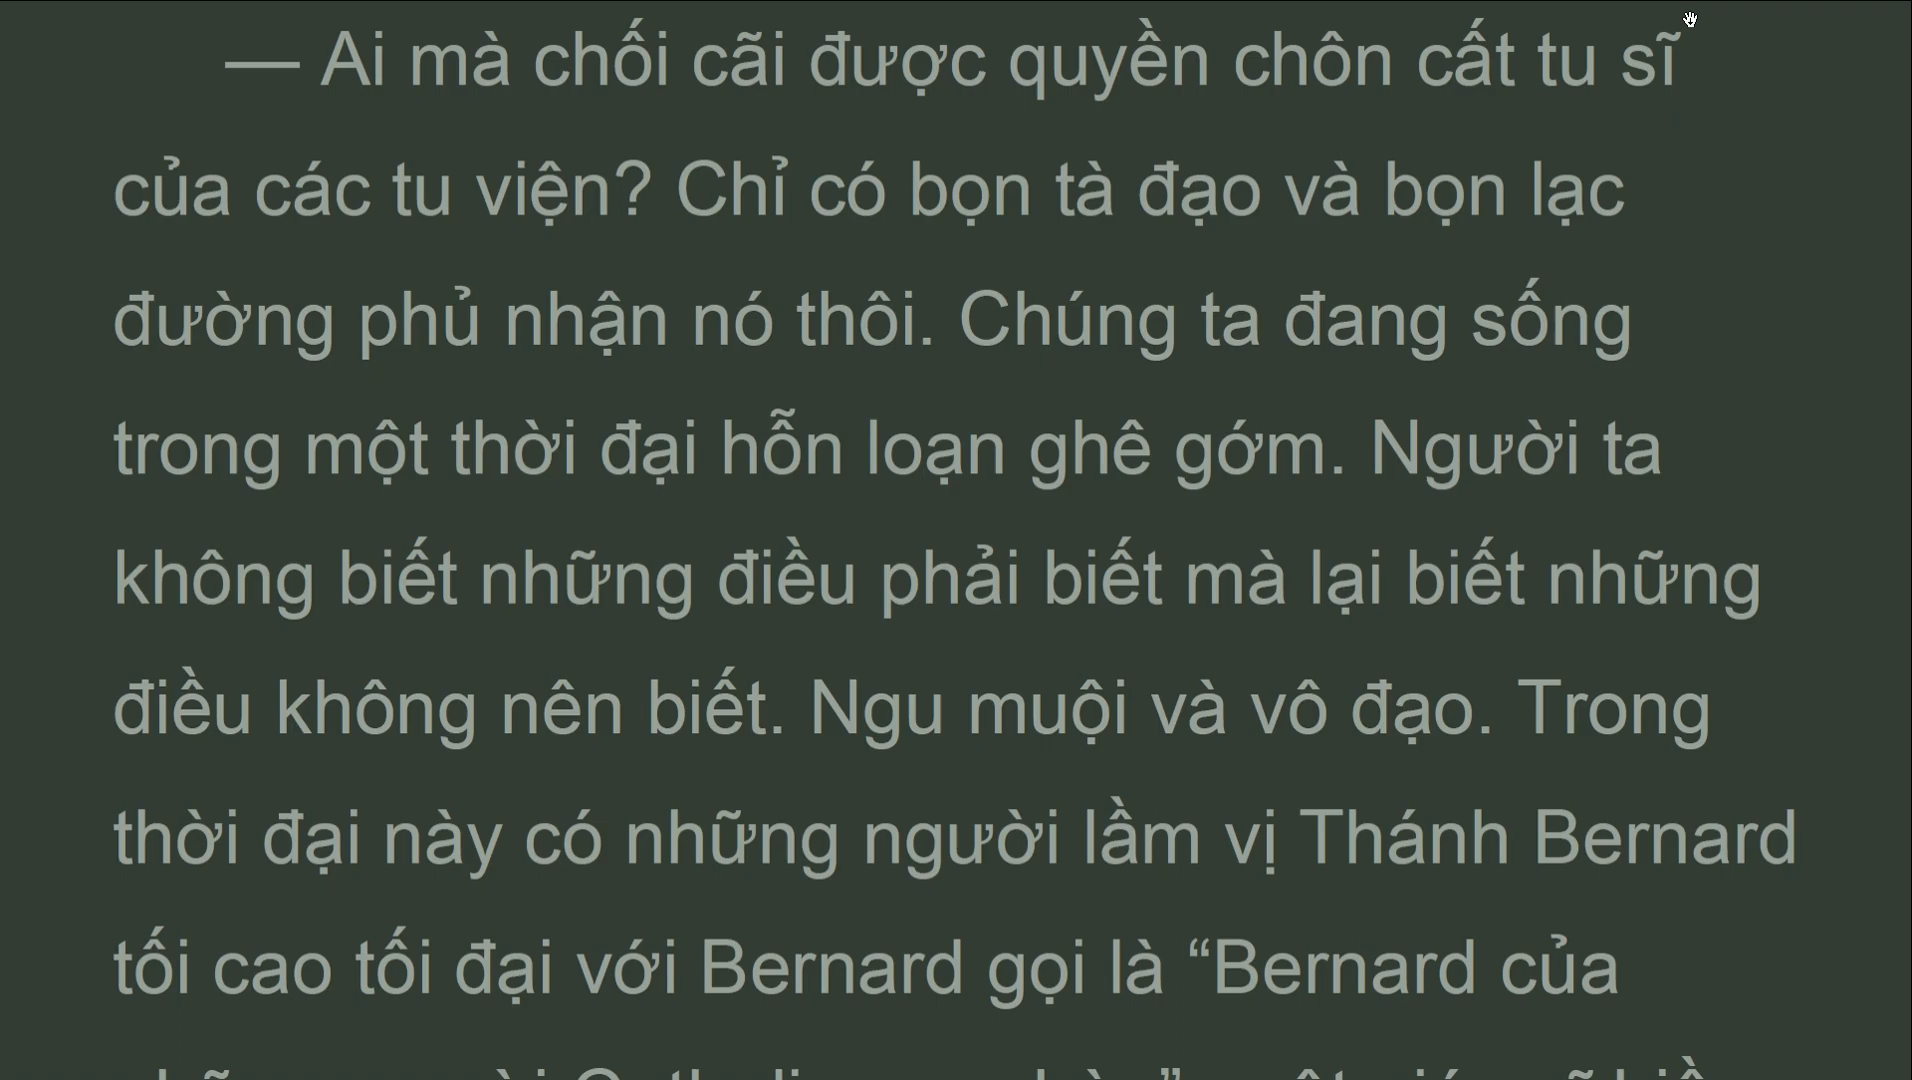 — Ai mà chối cãi được quyền chôn cất tu sĩ
của các tu viện? Chỉ có bọn tà đạo và bọn lạc
đường phủ nhận nó thôi. Chúng ta đang sống
trong một thời đại hỗn loạn ghê gớm. Người ta
không biết những điều phải biết mà lại biết những
điều không nên biết. Ngu muội và vô đạo. Trong
thời đại này có những người lầm vị Thánh Bernard
tối cao tối đại với Bernard gọi là “Bernard của